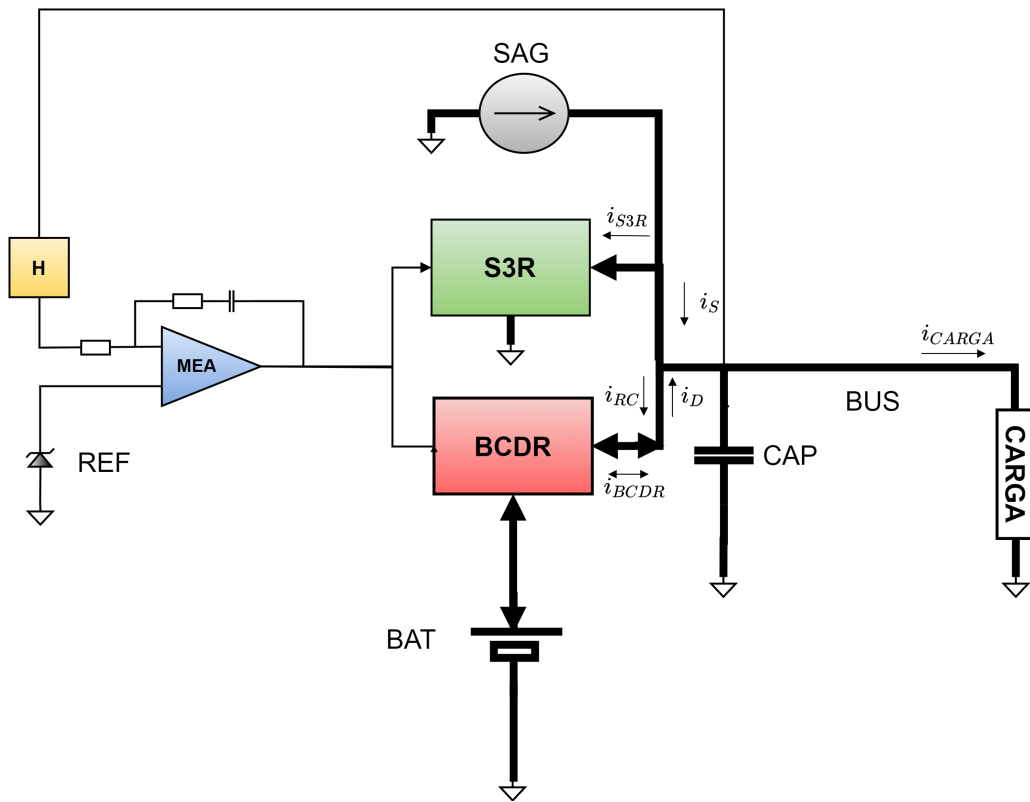 SAG
i_{S3R}
S3R
H
i_S
MEA
i_{CARGA}
i_{RC}
i_D
BUS
BCDR
REF
CAP
CARGA
i_{BCDR}
BAT